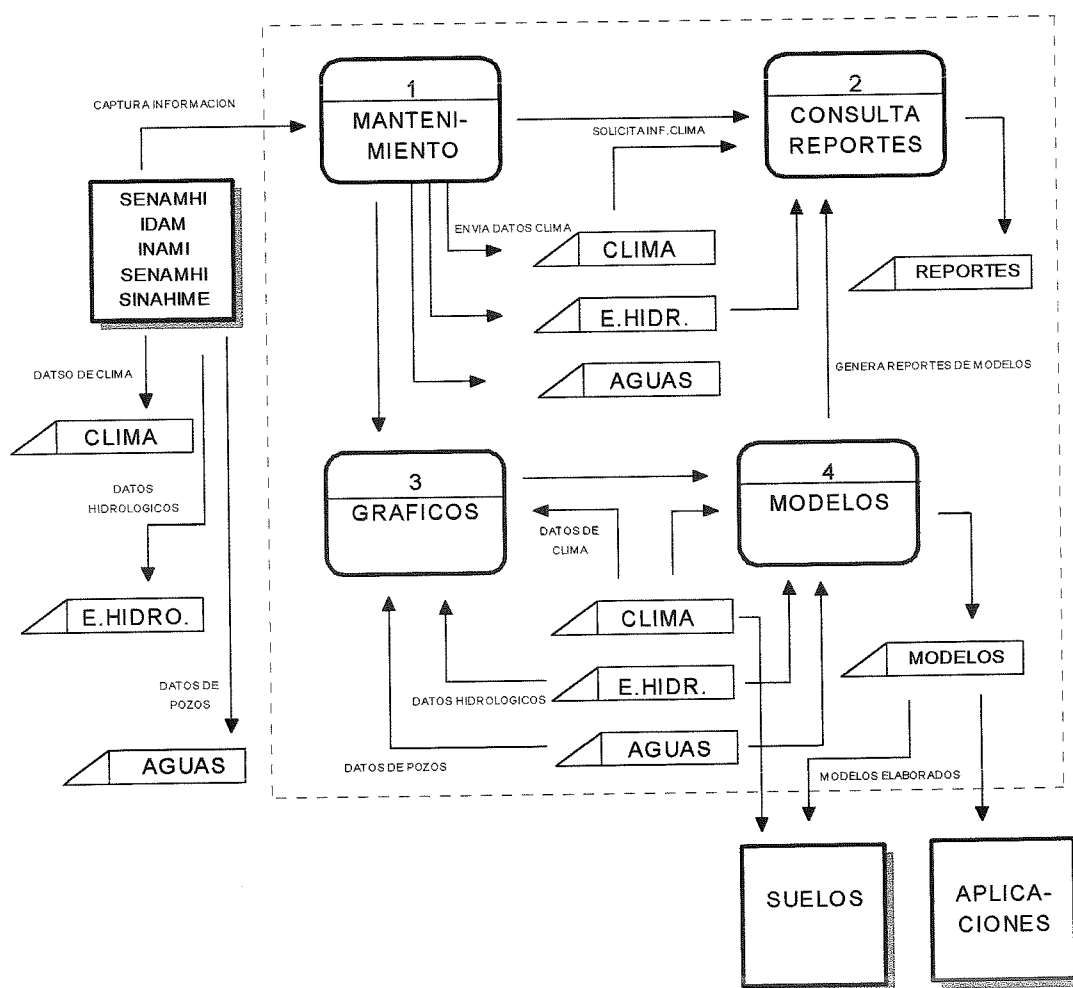 CAPTURA INFORMACION
1
MANTENI-
MIENTO
2
CONSULTA
REPORTES
SOLICITA INF. CLIMA
SENAMHI
IDAM
INAMI
SENAMHI
SINAHIME
ENVIA DATOS CLIMA
CLIMA
REPORTES
E.HIDR.
AGUAS
GENERA REPORTES DE MODELOS
DATSO DE CLIMA
CLIMA
DATOS
HIDROLOGICOS
E.HIDRO.
DATOS DE
POZOS
AGUAS
3
GRAFICOS
4
MODELOS
DATOS DE
CLIMA
CLIMA
E.HIDR.
DATOS HIDROLOGICOS
AGUAS
DATOS DE POZOS
MODELOS
MODELOS ELABORADOS
SUELOS
APLICA-
CIONES